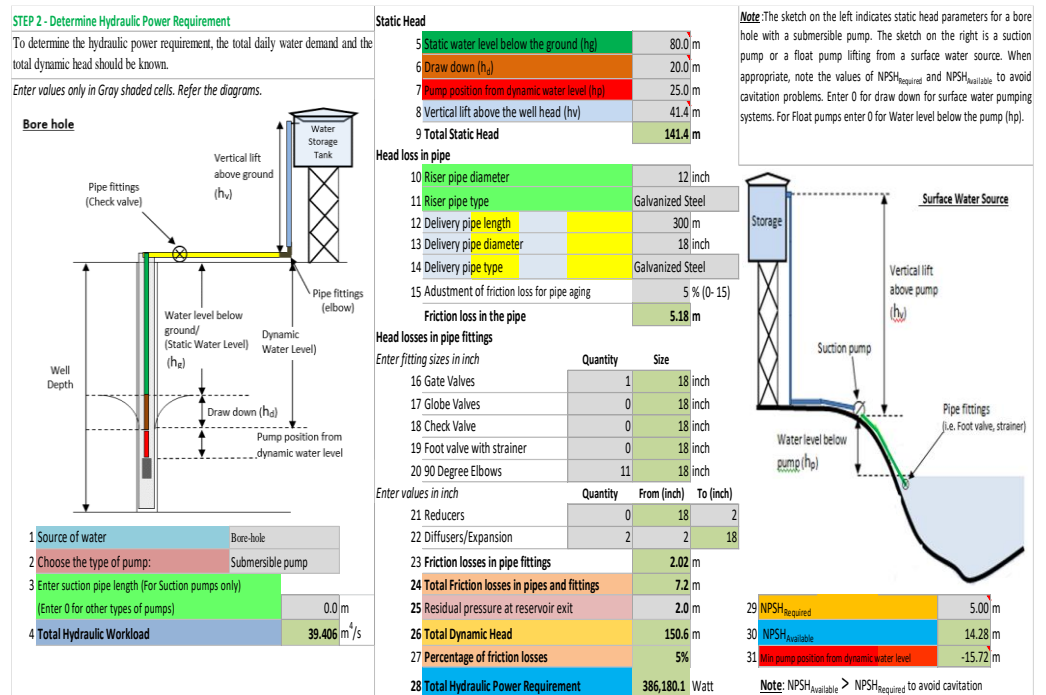 STEP 2 - Determine Hydraulic Power Requirement
To determine the hydraulic power requirement, the total daily water demand and the
total dynamic head should be known.
Enter values only in Gray shaded cells. Refer the diagrams.
Bore hole
Water
Storage
Tank
Vertical lift
above ground
(hv)
Pipe fittings
(Check valve)
Pipe fittings
(elbow)
Water level below
ground/
(Static Water Level)
(hg)
Dynamic
Water Level)
Well
Depth
Draw down (hd)
Pump position from
dynamic water level
1 Source of water Bore-hole
2 Choose the type of pump: Submersible pump
3 Enter suction pipe length (For Suction pumps only)
(Enter 0 for other types of pumps) 0.0 m
4 Total Hydraulic Workload 39.406 m⁴/s
Static Head
5 Static water level below the ground (hg) 80.0 m
6 Draw down (hd) 20.0 m
7 Pump position from dynamic water level (hp) 25.0 m
8 Vertical lift above the well head (hv) 41.4 m
9 Total Static Head 141.4 m
Head loss in pipe
10 Riser pipe diameter 12 inch
11 Riser pipe type Galvanized Steel
12 Delivery pipe length 300 m
13 Delivery pipe diameter 18 inch
14 Delivery pipe type Galvanized Steel
15 Adustment of friction loss for pipe aging 5 % (0- 15)
Friction loss in the pipe 5.18 m
Head losses in pipe fittings
Enter fitting sizes in inch Quantity Size
16 Gate Valves 1 18 inch
17 Globe Valves 0 18 inch
18 Check Valve 0 18 inch
19 Foot valve with strainer 0 18 inch
20 90 Degree Elbows 11 18 inch
Enter values in inch Quantity From (inch) To (inch)
21 Reducers 0 18 2
22 Diffusers/Expansion 2 2 18
23 Friction losses in pipe fittings 2.02 m
24 Total Friction losses in pipes and fittings 7.2 m
25 Residual pressure at reservoir exit 2.0 m
26 Total Dynamic Head 150.6 m
27 Percentage of friction losses 5%
28 Total Hydraulic Power Requirement 386,180.1 Watt
Note :The sketch on the left indicates static head parameters for a bore
hole with a submersible pump. The sketch on the right is a suction
pump or a float pump lifting from a surface water source. When
appropriate, note the values of NPSHRequired and NPSHAvailable to avoid
cavitation problems. Enter 0 for draw down for surface water pumping
systems. For Float pumps enter 0 for Water level below the pump (hp).
Surface Water Source
Storage
Vertical lift
above pump
(hv)
Suction pump
Pipe fittings
(i.e. Foot valve, strainer)
Water level below
pump (hp)
29 NPSHRequired 5.00 m
30 NPSHAvailable 14.28 m
31 Min pump position from dynamic water level -15.72 m
Note: NPSHAvailable > NPSHRequired to avoid cavitation